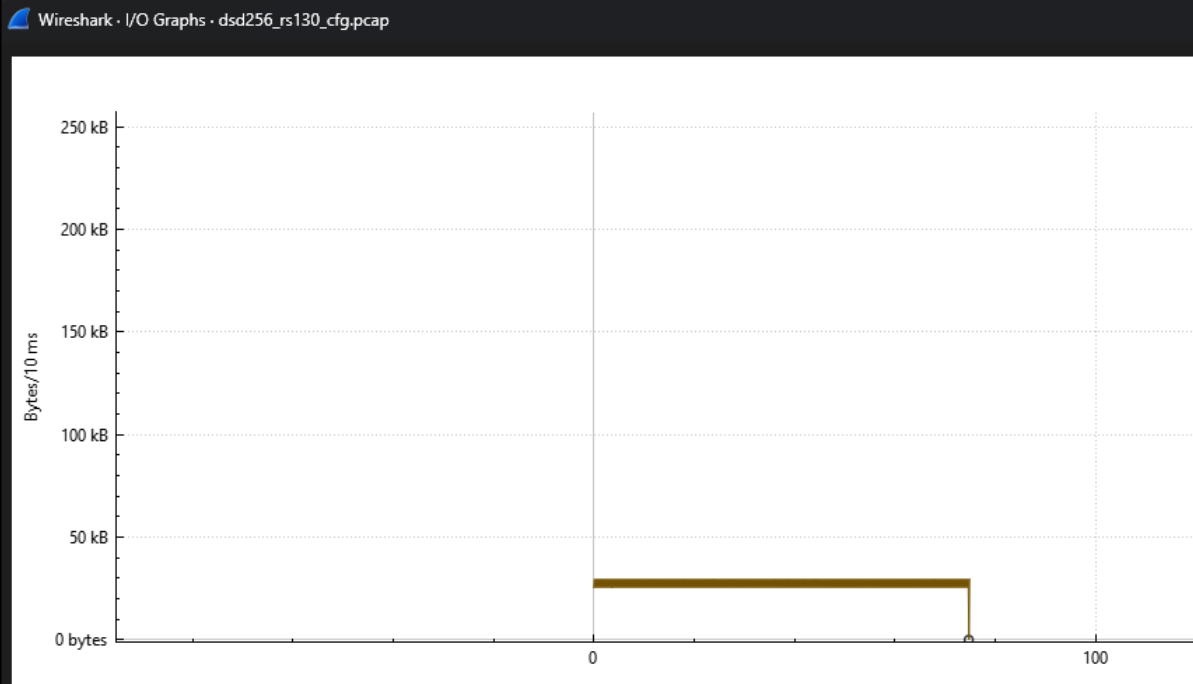 Wireshark · I/O Graphs · dsd256_rs130_cfg.pcap
250 kB
200 kB
150 kB
Bytes/10 ms
100 kB
50 kB
0 bytes
0 100